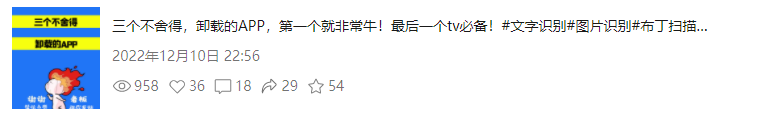 三个不舍得
卸载的APP
三个不舍得，卸载的APP，第一个就非常牛！最后一个tv必备！#文字识别#图片识别#布丁扫描...
2022年12月10日 22:56
958 36 18 29 54